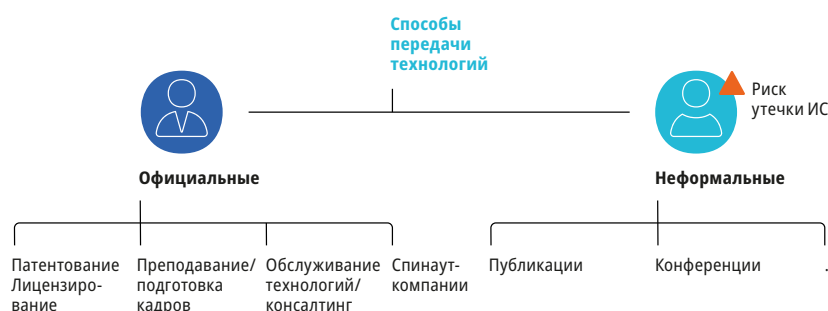 Способы
передачи
технологий
Риск
утечки ИС
Официальные
Неформальные
Патентование
Лицензиро-
вание
Преподавание/
подготовка
кадров
Обслуживание
технологий/
консалтинг
Спинаут-
компании
Публикации
Конференции
.